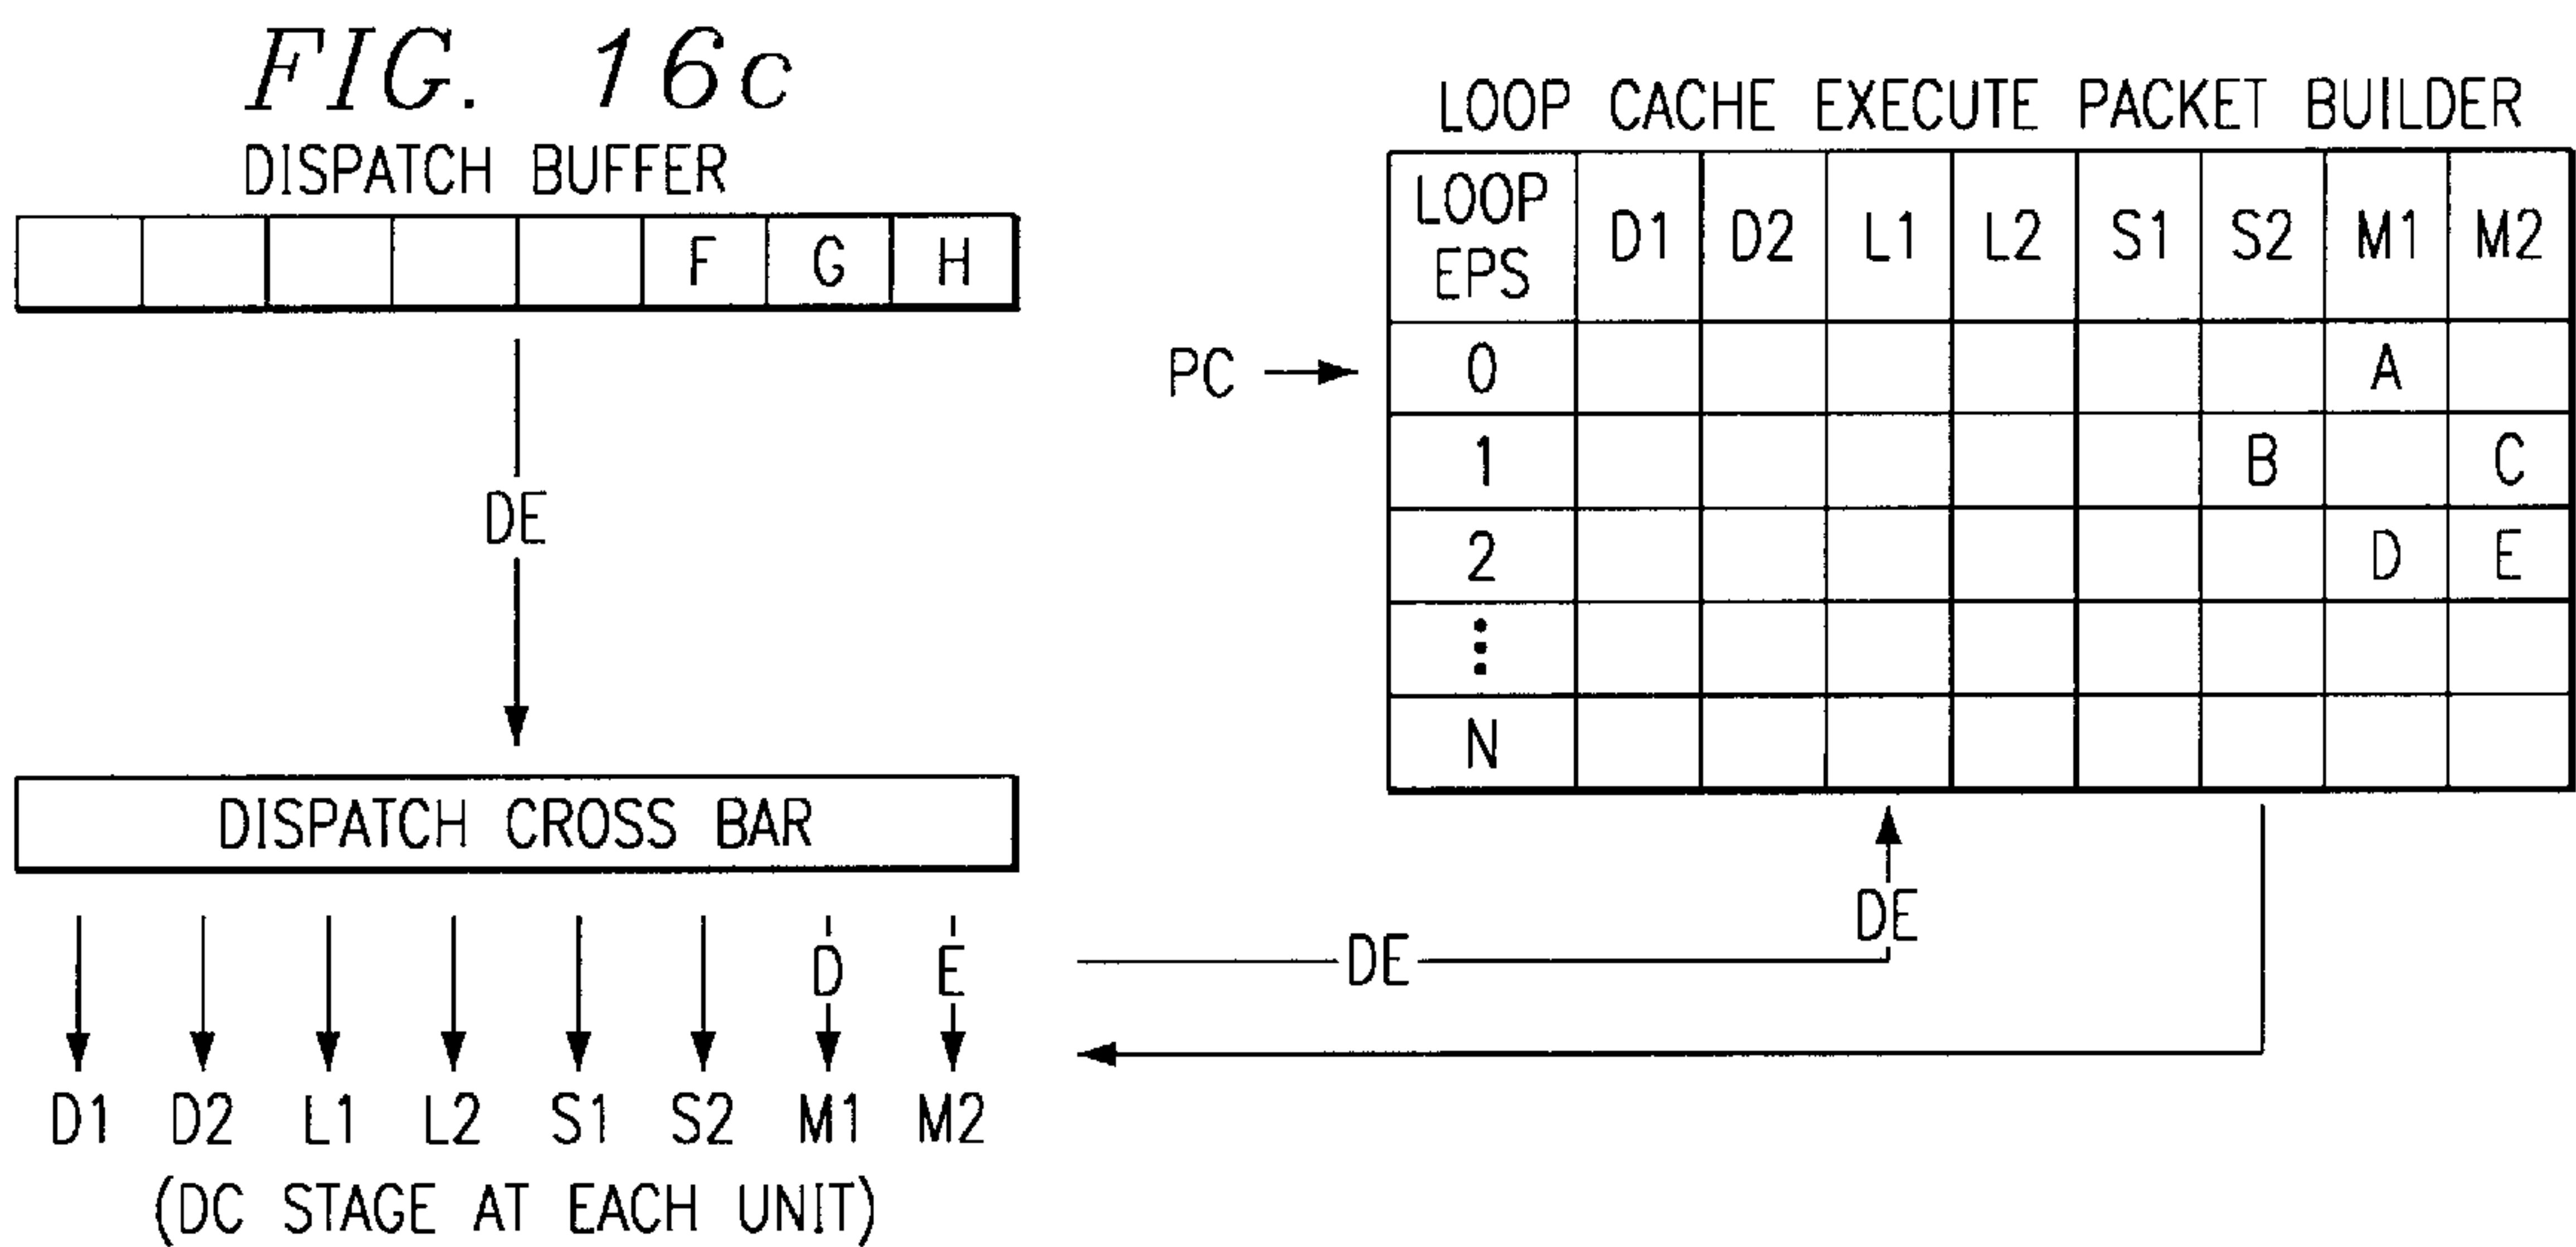 FIG. 16c
DISPATCH BUFFER
F G H
DE
DISPATCH CROSS BAR
D E
D1 D2 L1 L2 S1 S2 M1 M2
(DC STAGE AT EACH UNIT)
LOOP CACHE EXECUTE PACKET BUILDER
LOOP EPS D1 D2 L1 L2 S1 S2 M1 M2
PC
0 A
1 B C
2 D E
⋮
N
DE
DE